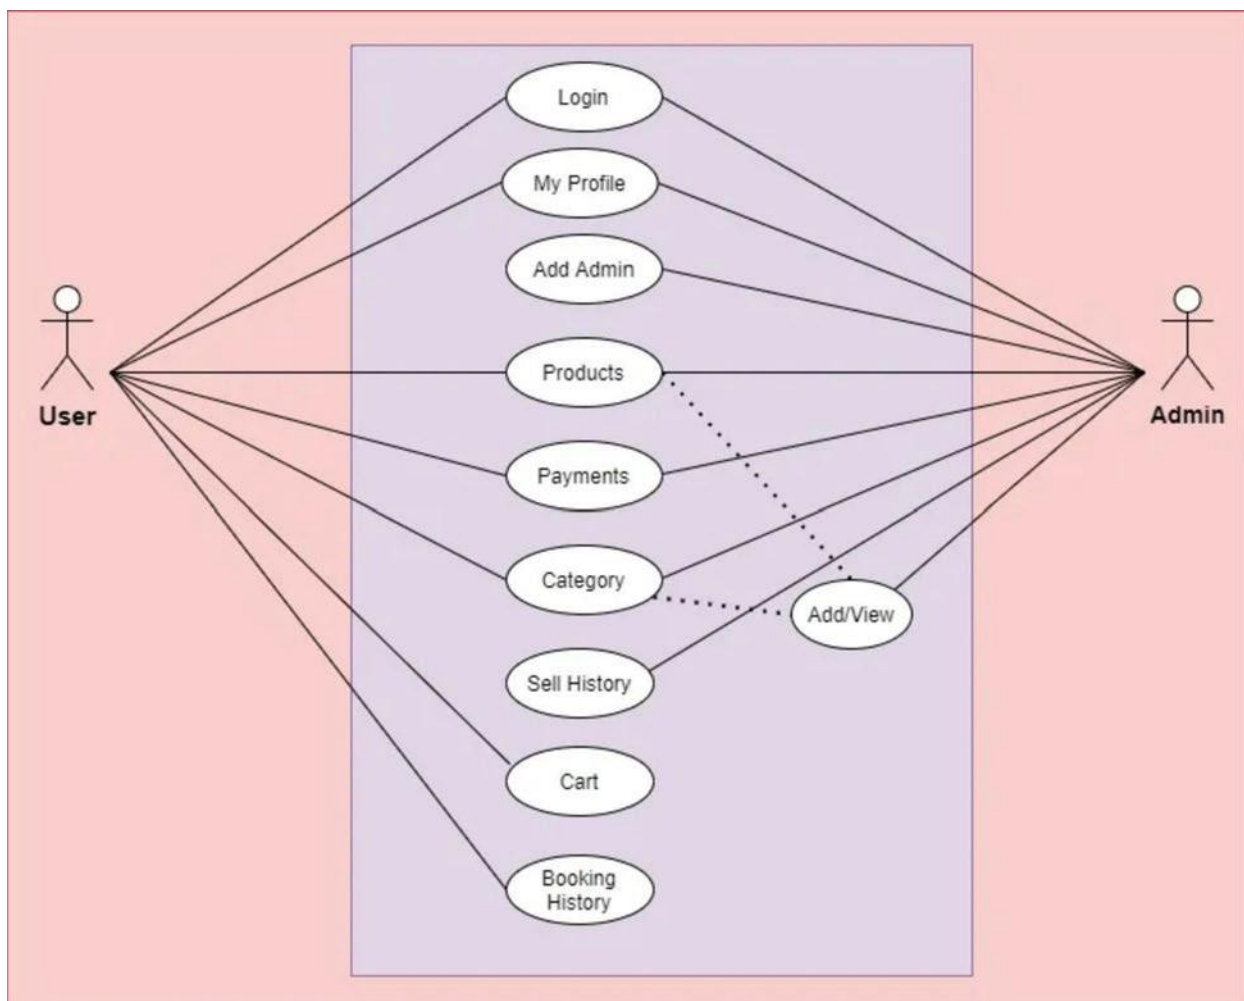 Login
My Profile
Add Admin
Products
User
Admin
Payments
Category
Add/View
Sell History
Cart
Booking
History